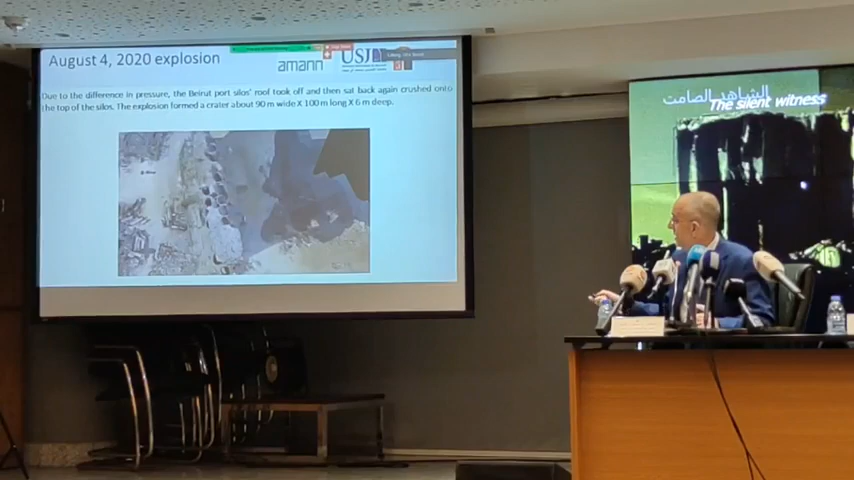 August 4, 2020 explosion
amann
USJ
Due to the difference in pressure, the Beirut port silos' roof took off and then sat back again crushed onto
the top of the silos. The explosion formed a crater about 90 m wide X 100 m long X 6 m deep.
الشاهد الصامت
The silent witness